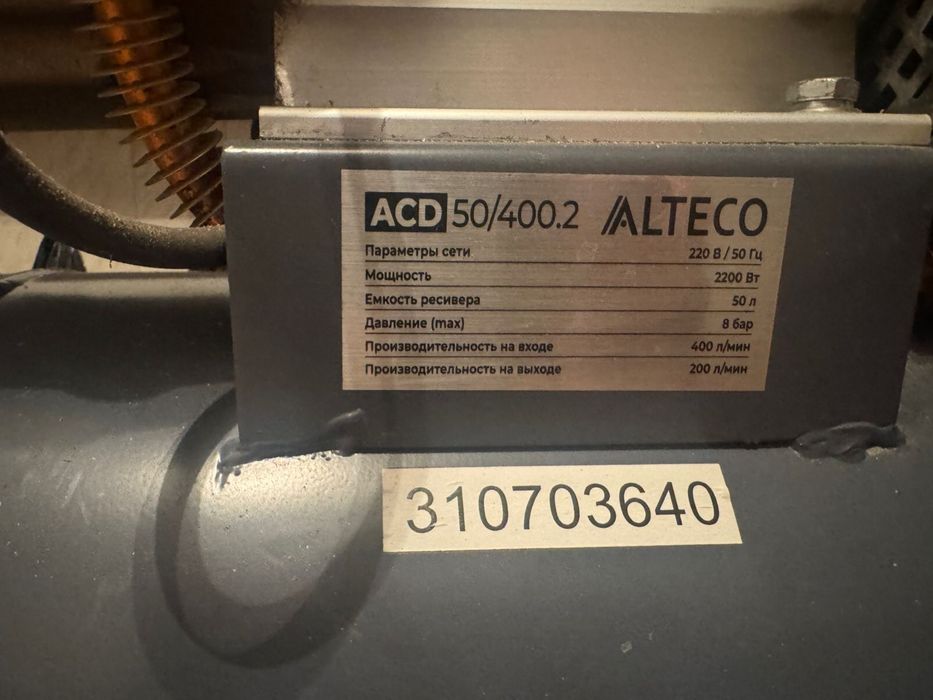 ACD 50/400.2 ALTECO
Параметры сети 220 В / 50 Гц
Мощность 2200 Вт
Емкость ресивера 50 л
Давление (max) 8 бар
Производительность на входе 400 л/мин
Производительность на выходе 200 л/мин
310703640